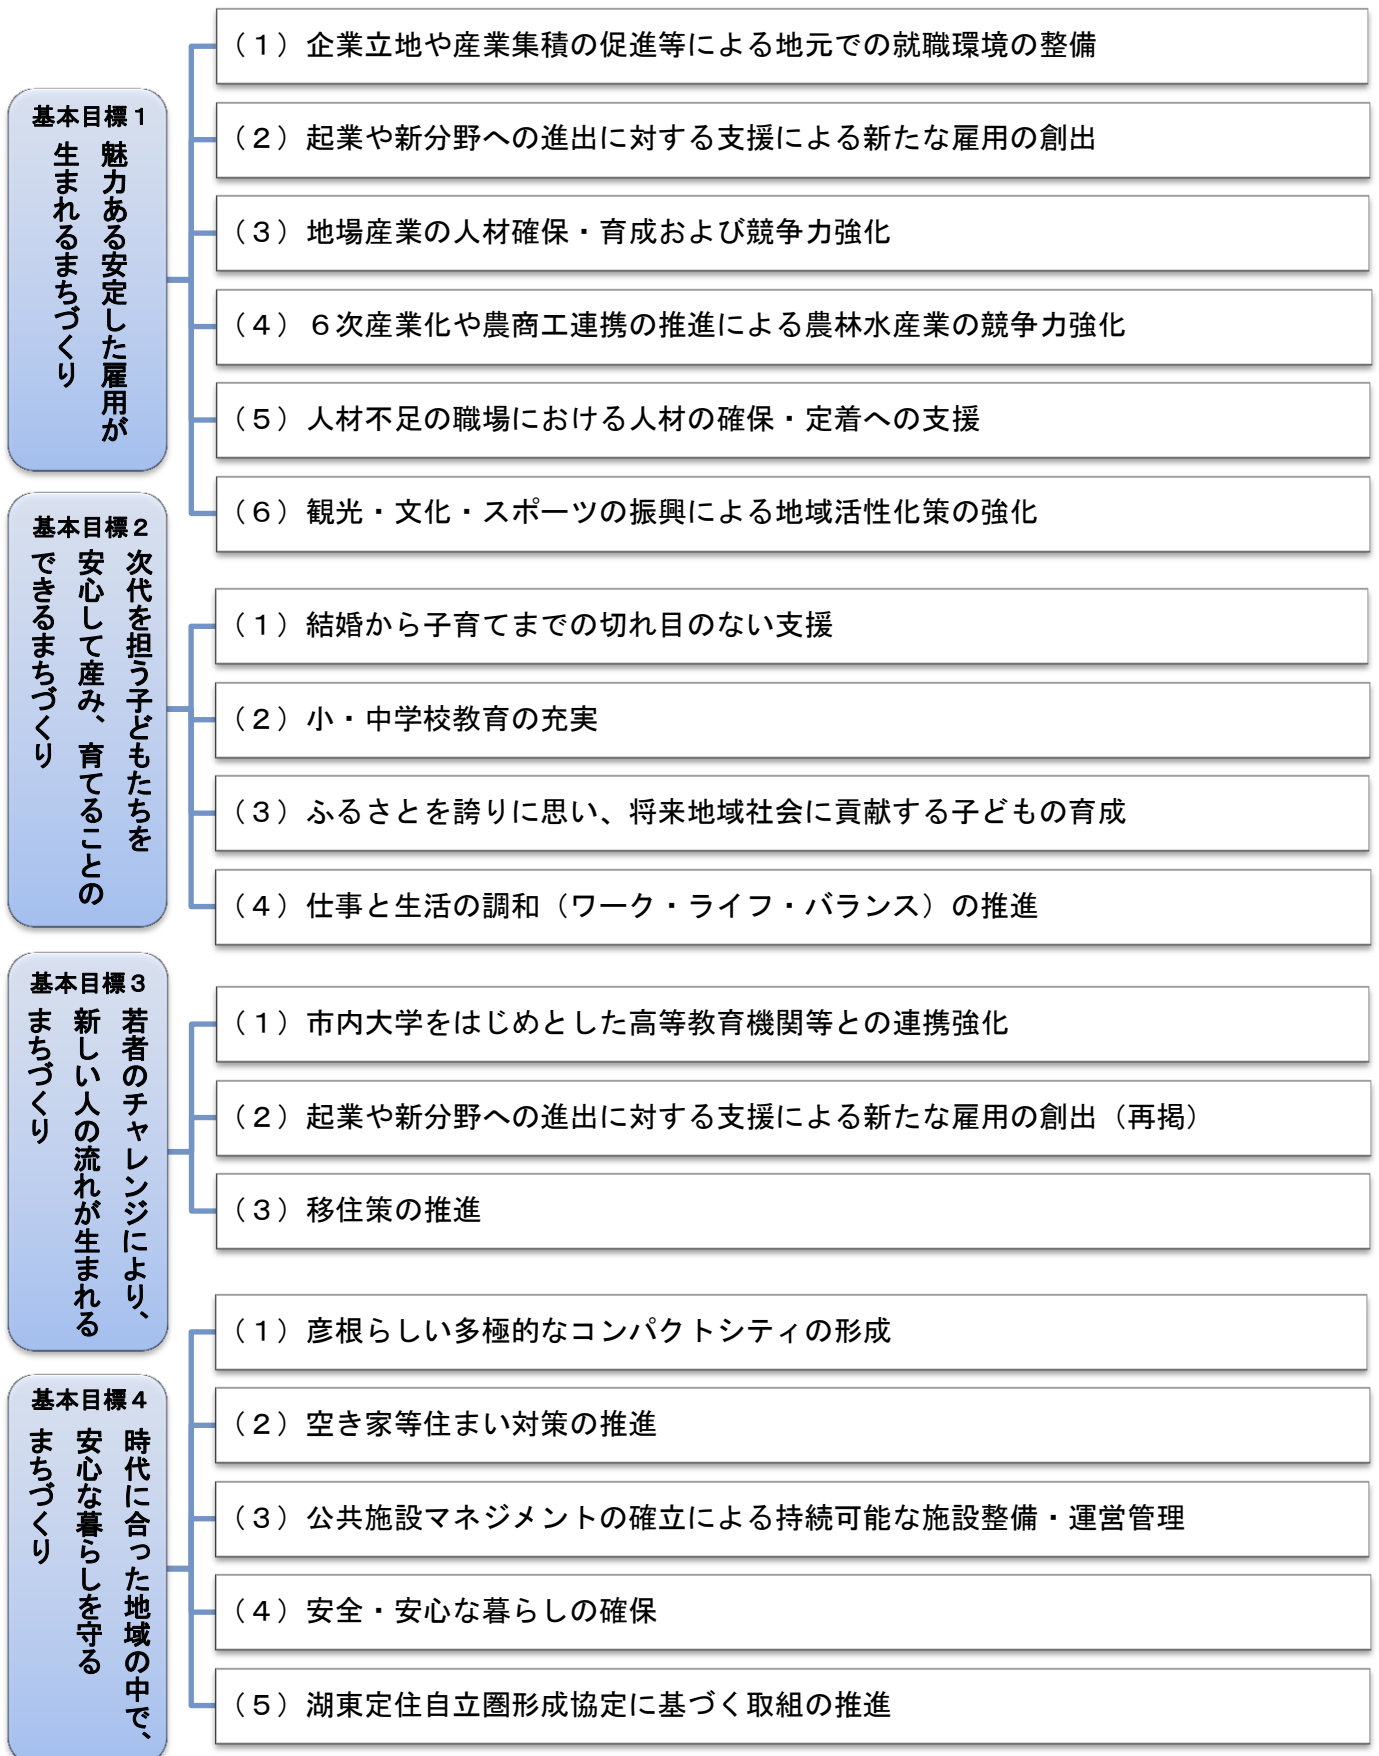 基本目標１
魅力ある安定した雇用が
生まれるまちづくり
（１）企業立地や産業集積の促進等による地元での就職環境の整備
（２）起業や新分野への進出に対する支援による新たな雇用の創出
（３）地場産業の人材確保・育成および競争力強化
（４）６次産業化や農商工連携の推進による農林水産業の競争力強化
（５）人材不足の職場における人材の確保・定着への支援
（６）観光・文化・スポーツの振興による地域活性化策の強化
基本目標２
次代を担う子どもたちを
安心して産み、育てることの
できるまちづくり
（１）結婚から子育てまでの切れ目のない支援
（２）小・中学校教育の充実
（３）ふるさとを誇りに思い、将来地域社会に貢献する子どもの育成
（４）仕事と生活の調和（ワーク・ライフ・バランス）の推進
基本目標３
若者のチャレンジにより、
新しい人の流れが生まれる
まちづくり
（１）市内大学をはじめとした高等教育機関等との連携強化
（２）起業や新分野への進出に対する支援による新たな雇用の創出（再掲）
（３）移住策の推進
基本目標４
時代に合った地域の中で、
安心な暮らしを守る
まちづくり
（１）彦根らしい多極的なコンパクトシティの形成
（２）空き家等住まい対策の推進
（３）公共施設マネジメントの確立による持続可能な施設整備・運営管理
（４）安全・安心な暮らしの確保
（５）湖東定住自立圏形成協定に基づく取組の推進